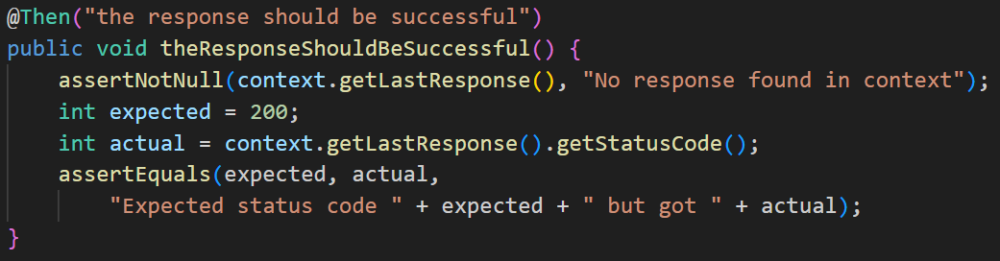 @Then("the response should be successful")
public void theResponseShouldBeSuccessful() {
    assertNotNull(context.getLastResponse(), "No response found in context");
    int expected = 200;
    int actual = context.getLastResponse().getStatusCode();
    assertEquals(expected, actual,
        "Expected status code " + expected + " but got " + actual);
}